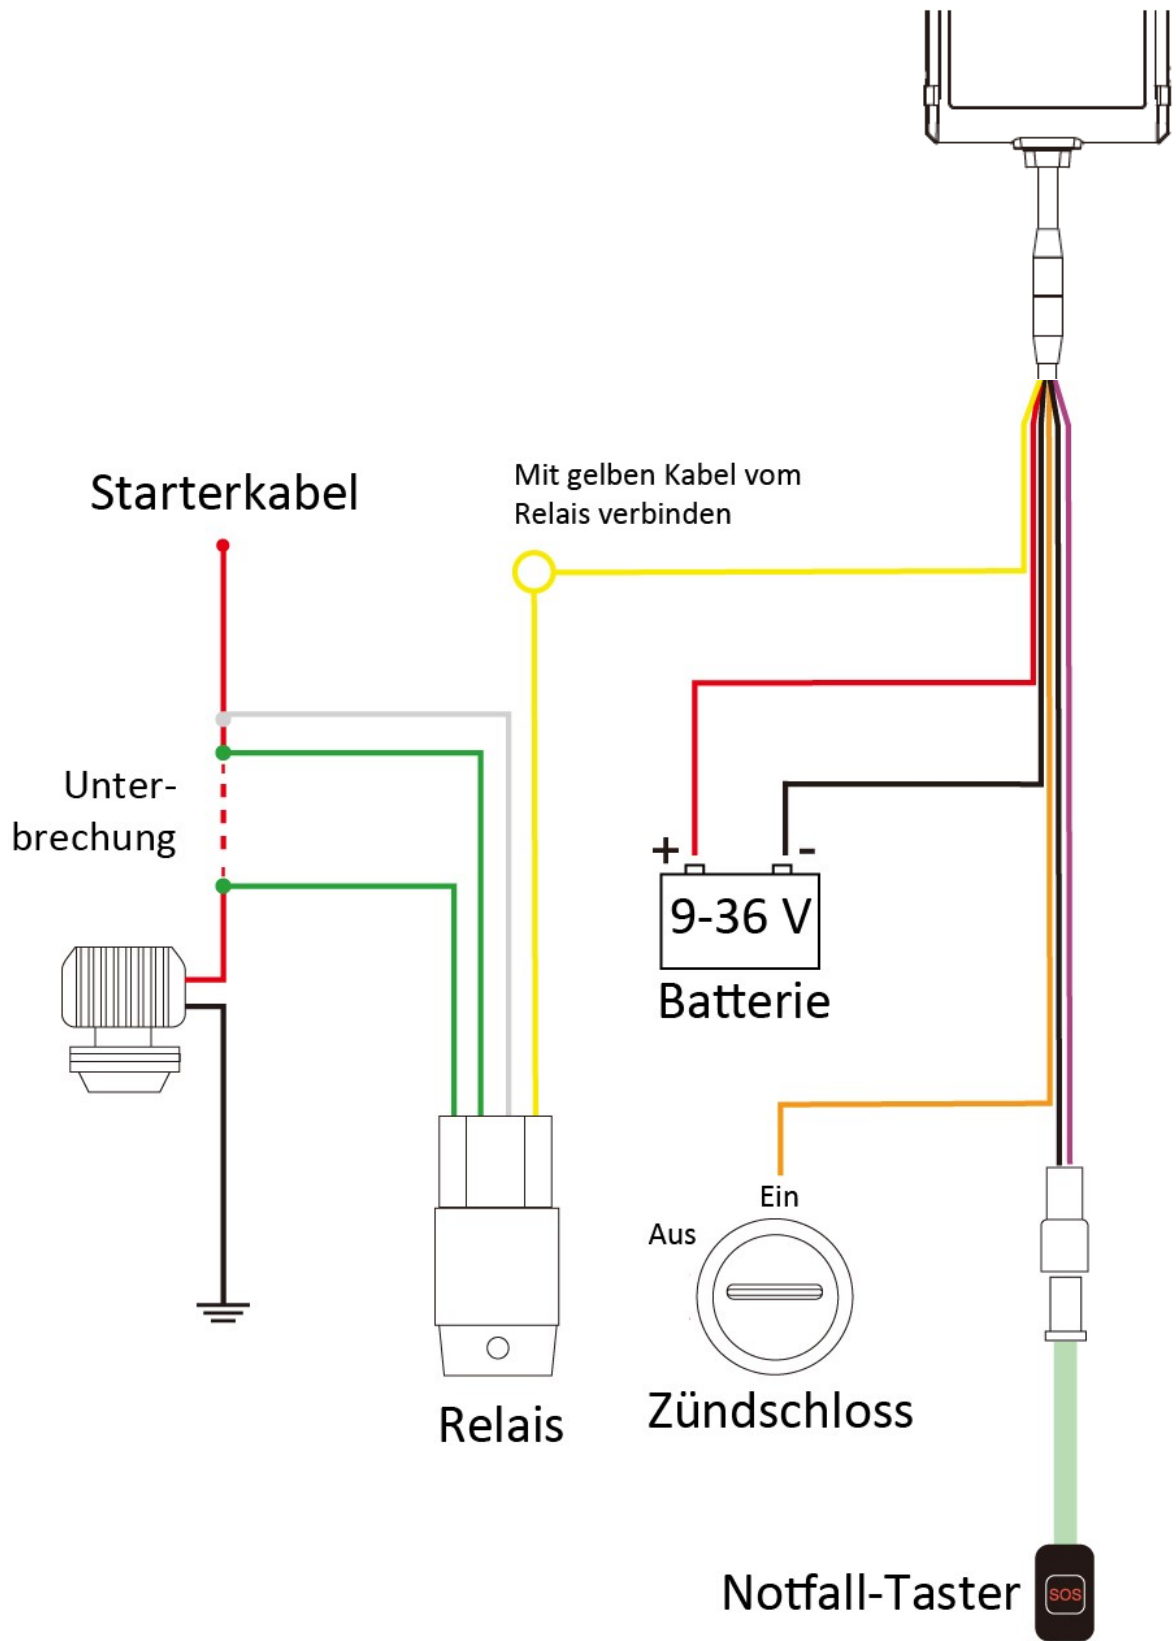 Starterkabel
Mit gelben Kabel vom
Relais verbinden
Unter-
brechung
+ -
9-36 V
Batterie
Ein
Aus
Relais
Zündschloss
Notfall-Taster
SOS